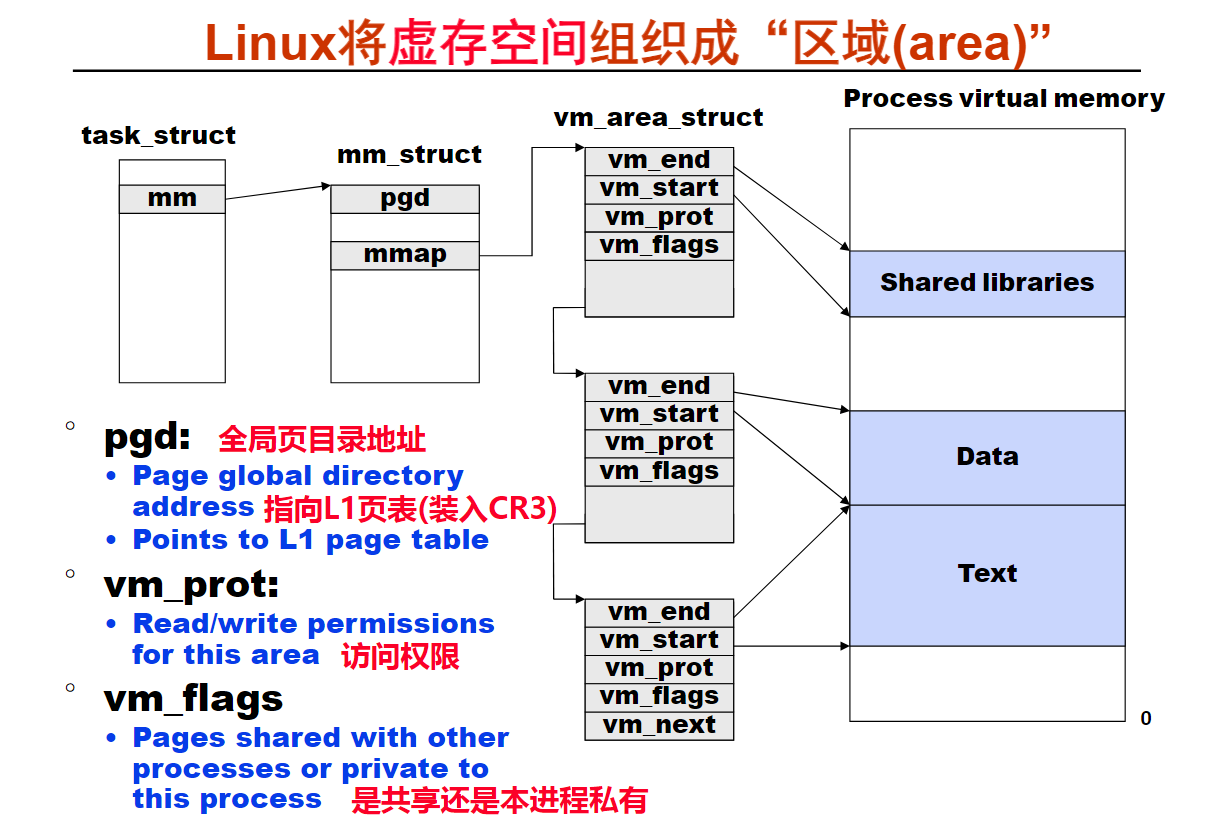 Linux将虚存空间组织成“区域(area)”
task_struct
mm
mm_struct
pgd
mmap
vm_area_struct
vm_end
vm_start
vm_prot
vm_flags
vm_end
vm_start
vm_prot
vm_flags
vm_end
vm_start
vm_prot
vm_flags
vm_next
Process virtual memory
Shared libraries
Data
Text
0
pgd: 全局页目录地址
• Page global directory
address 指向L1页表(装入CR3)
• Points to L1 page table
vm_prot:
• Read/write permissions
for this area 访问权限
vm_flags
• Pages shared with other
processes or private to
this process 是共享还是本进程私有